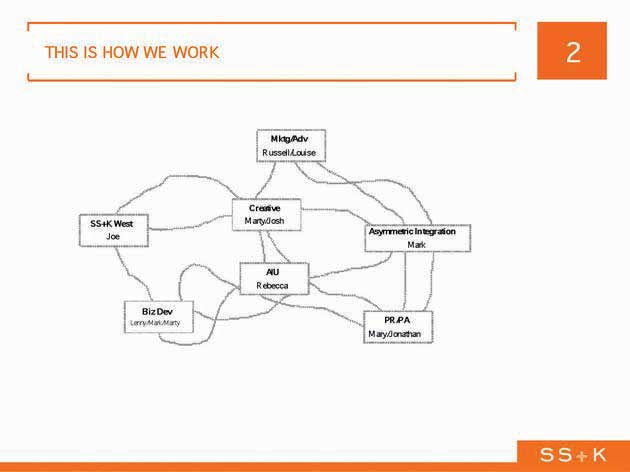 THIS IS HOW WE WORK
2
Mktg/Adv
Russell/Louise
Creative
Marty/Josh
SS+K West
Joe
Asymmetric Integration
Mark
AIU
Rebecca
Biz Dev
Lenny/Mark/Marty
PR/PA
Mary/Jonathan
SS+K